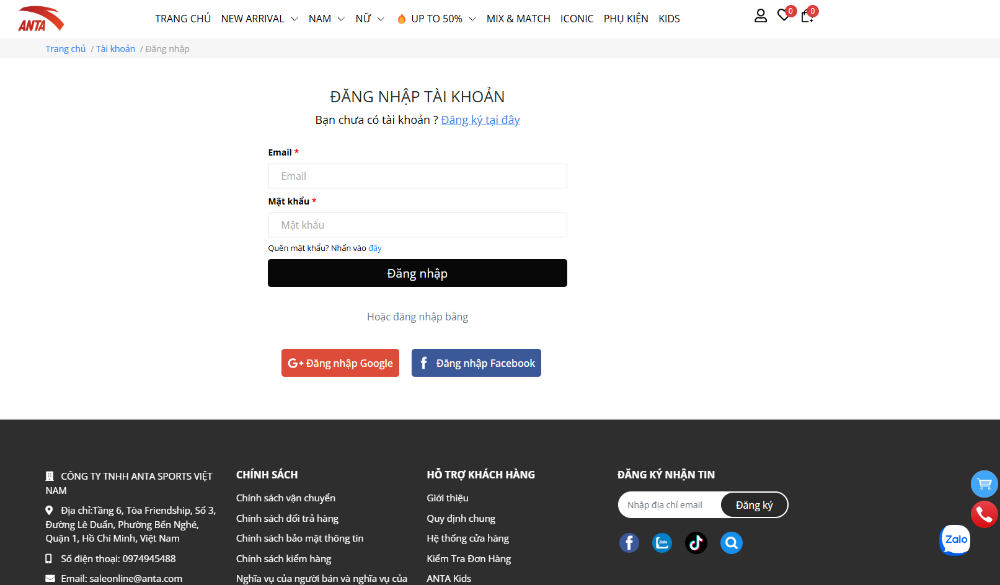 ANTA
TRANG CHỦ NEW ARRIVAL NAM NỮ UP TO 50% MIX & MATCH ICONIC PHỤ KIỆN KIDS
0 0
Trang chủ / Tài khoản / Đăng nhập
ĐĂNG NHẬP TÀI KHOẢN
Bạn chưa có tài khoản ? Đăng ký tại đây
Email *
Email
Mật khẩu *
Mật khẩu
Quên mật khẩu? Nhấn vào đây
Đăng nhập
Hoặc đăng nhập bằng
G+ Đăng nhập Google
f Đăng nhập Facebook
CÔNG TY TNHH ANTA SPORTS VIỆT
NAM
Địa chỉ:Tầng 6, Tòa Friendship, Số 3,
Đường Lê Duẩn, Phường Bến Nghé,
Quận 1, Hồ Chí Minh, Việt Nam
Số điện thoại: 0974945488
Email: saleonline@anta.com
CHÍNH SÁCH
Chính sách vận chuyển
Chính sách đổi trả hàng
Chính sách bảo mật thông tin
Chính sách kiểm hàng
Nghĩa vụ của người bán và nghĩa vụ của
HỖ TRỢ KHÁCH HÀNG
Giới thiệu
Quy định chung
Hệ thống cửa hàng
Kiểm Tra Đơn Hàng
ANTA Kids
ĐĂNG KÝ NHẬN TIN
Nhập địa chỉ email Đăng ký
f Zalo
Zalo